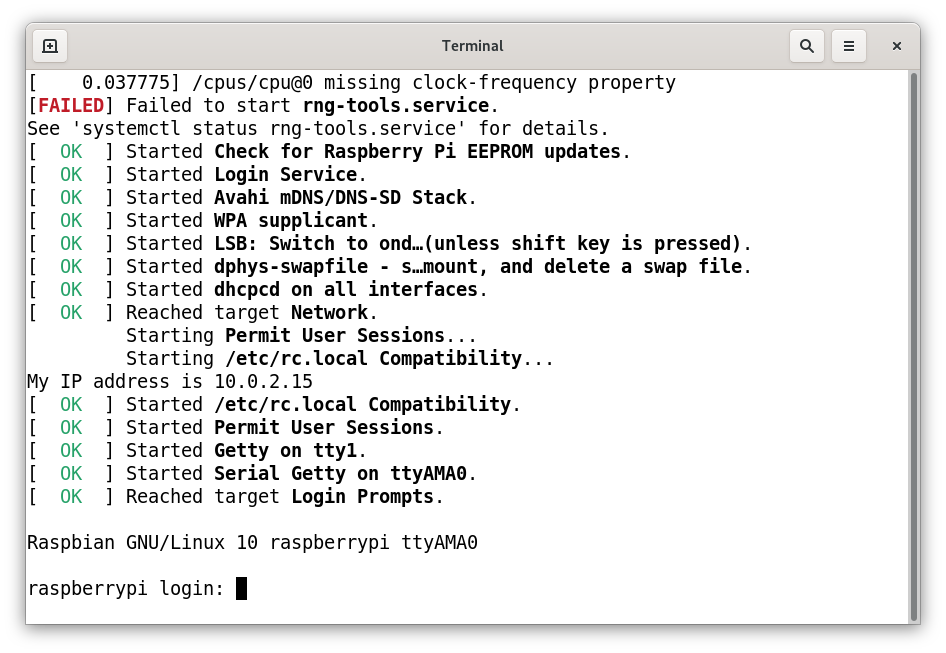 Terminal
[    0.037775] /cpus/cpu@0 missing clock-frequency property
[FAILED] Failed to start rng-tools.service.
See 'systemctl status rng-tools.service' for details.
[  OK  ] Started Check for Raspberry Pi EEPROM updates.
[  OK  ] Started Login Service.
[  OK  ] Started Avahi mDNS/DNS-SD Stack.
[  OK  ] Started WPA supplicant.
[  OK  ] Started LSB: Switch to ond…(unless shift key is pressed).
[  OK  ] Started dphys-swapfile - s…mount, and delete a swap file.
[  OK  ] Started dhcpcd on all interfaces.
[  OK  ] Reached target Network.
         Starting Permit User Sessions...
         Starting /etc/rc.local Compatibility...
My IP address is 10.0.2.15
[  OK  ] Started /etc/rc.local Compatibility.
[  OK  ] Started Permit User Sessions.
[  OK  ] Started Getty on tty1.
[  OK  ] Started Serial Getty on ttyAMA0.
[  OK  ] Reached target Login Prompts.
Raspbian GNU/Linux 10 raspberrypi ttyAMA0
raspberrypi login: